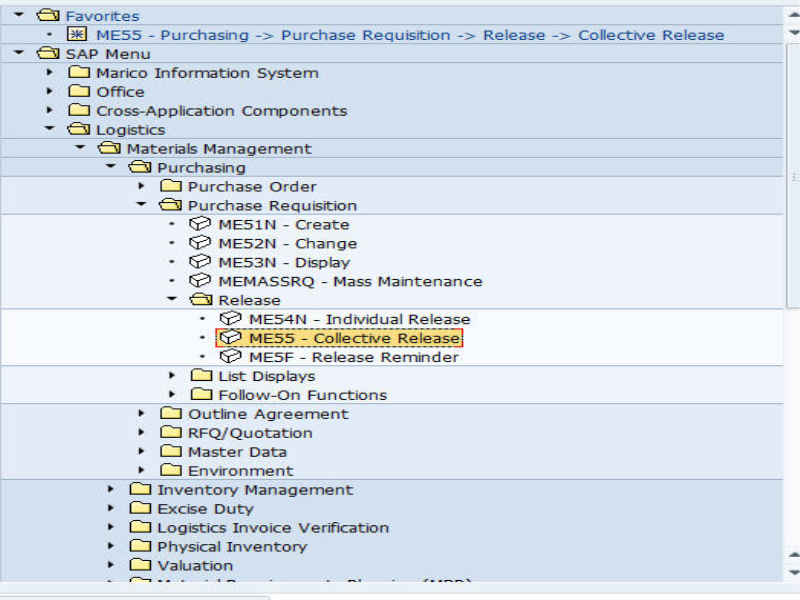 Favorites
ME55 - Purchasing -> Purchase Requisition -> Release -> Collective Release
SAP Menu
Marico Information System
Office
Cross-Application Components
Logistics
Materials Management
Purchasing
Purchase Order
Purchase Requisition
ME51N - Create
ME52N - Change
ME53N - Display
MEMASSRQ - Mass Maintenance
Release
ME54N - Individual Release
ME55 - Collective Release
ME5F - Release Reminder
List Displays
Follow-On Functions
Outline Agreement
RFQ/Quotation
Master Data
Environment
Inventory Management
Excise Duty
Logistics Invoice Verification
Physical Inventory
Valuation